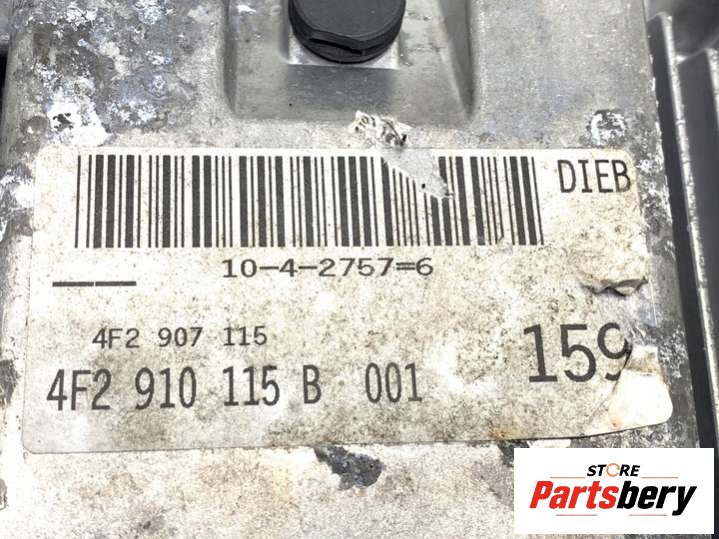 DIEB
10-4-2757=6
4F2 907 115
159
4F2 910 115 B 001
STORE
Partsbery